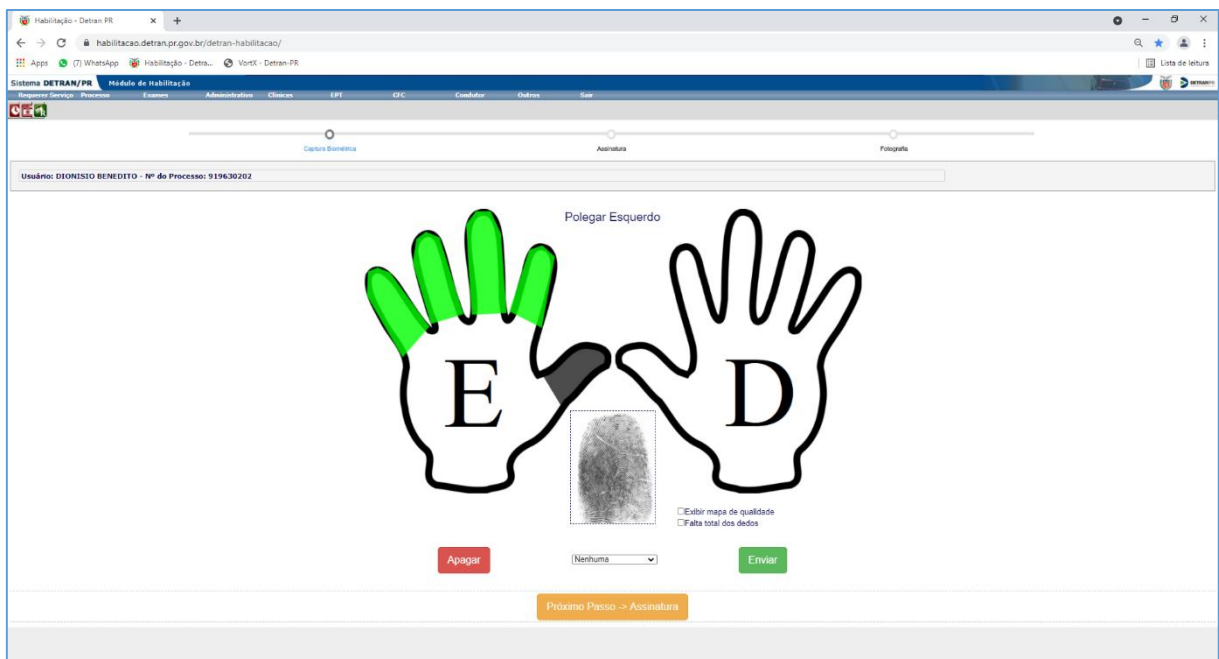 Habilitação - Detran PR
habilitacao.detran.pr.gov.br/detran-habilitacao/
Apps (7) WhatsApp Habilitação - Detra... VortX - Detran-PR Lista de leitura
Sistema DETRAN/PR Módulo de Habilitação DETRAN
Requerer Serviço Processo Exames Administrativo Clínicas EPT CFC Condutor Outros Sair
Captura Biométrica Assinatura Fotografia
Usuário: DIONISIO BENEDITO - Nº do Processo: 919630202
Polegar Esquerdo
E D
Exibir mapa de qualidade
Falta total dos dedos
Apagar Nenhuma Enviar
Próximo Passo -> Assinatura